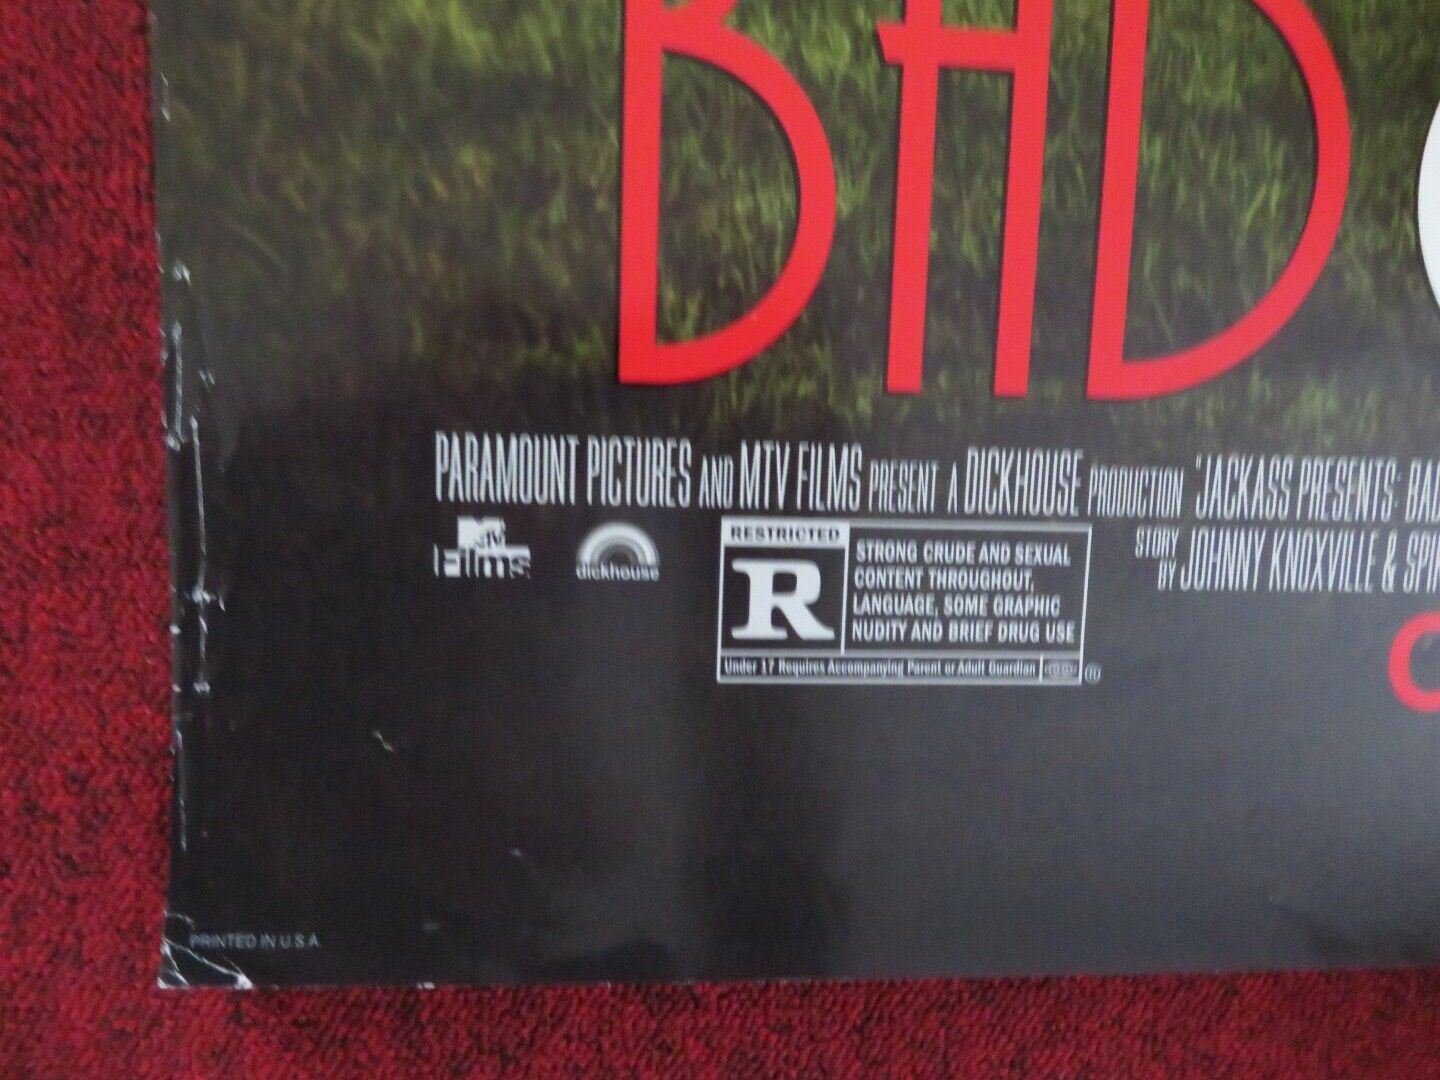 BAD
PARAMOUNT PICTURES AND MTV FILMS PRESENT A DICKHOUSE PRODUCTION "JACKASS PRESENTS: BAD
STORY BY JOHNNY KNOXVILLE & SPIK
MTV
films
dickhouse
RESTRICTED
R
STRONG CRUDE AND SEXUAL
CONTENT THROUGHOUT,
LANGUAGE, SOME GRAPHIC
NUDITY AND BRIEF DRUG USE
Under 17 Requires Accompanying Parent or Adult Guardian
®
PRINTED IN U.S.A.